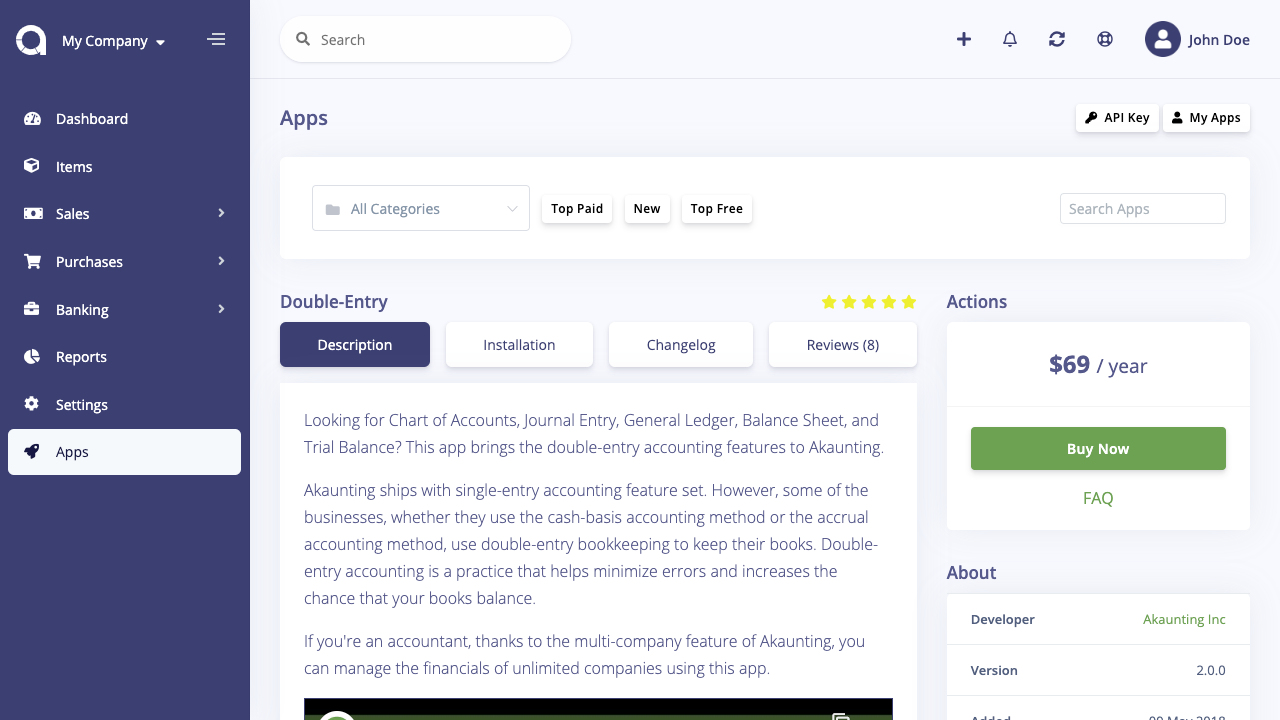 My Company
Search
John Doe
Dashboard
Items
Sales
Purchases
Banking
Reports
Settings
Apps
Apps
API Key
My Apps
All Categories
Top Paid
New
Top Free
Search Apps
Double-Entry
Description
Installation
Changelog
Reviews (8)
Looking for Chart of Accounts, Journal Entry, General Ledger, Balance Sheet, and
Trial Balance? This app brings the double-entry accounting features to Akaunting.
Akaunting ships with single-entry accounting feature set. However, some of the
businesses, whether they use the cash-basis accounting method or the accrual
accounting method, use double-entry bookkeeping to keep their books. Double-
entry accounting is a practice that helps minimize errors and increases the
chance that your books balance.
If you're an accountant, thanks to the multi-company feature of Akaunting, you
can manage the financials of unlimited companies using this app.
Actions
$69 / year
Buy Now
FAQ
About
Developer
Akaunting Inc
Version
2.0.0
Added
09 May 2018